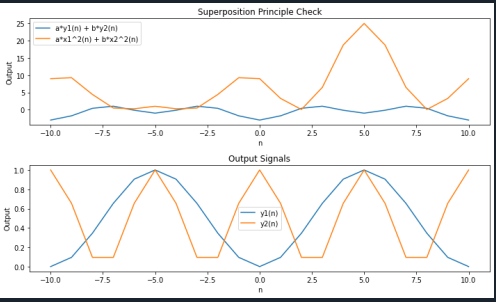 Superposition Principle Check
25
20
15
10
5
0
Output
a*y1(n) + b*y2(n)
a*x1^2(n) + b*x2^2(n)
−10.0 −7.5 −5.0 −2.5 0.0 2.5 5.0 7.5 10.0
n
Output Signals
1.0
0.8
0.6
0.4
0.2
0.0
Output
y1(n)
y2(n)
−10.0 −7.5 −5.0 −2.5 0.0 2.5 5.0 7.5 10.0
n